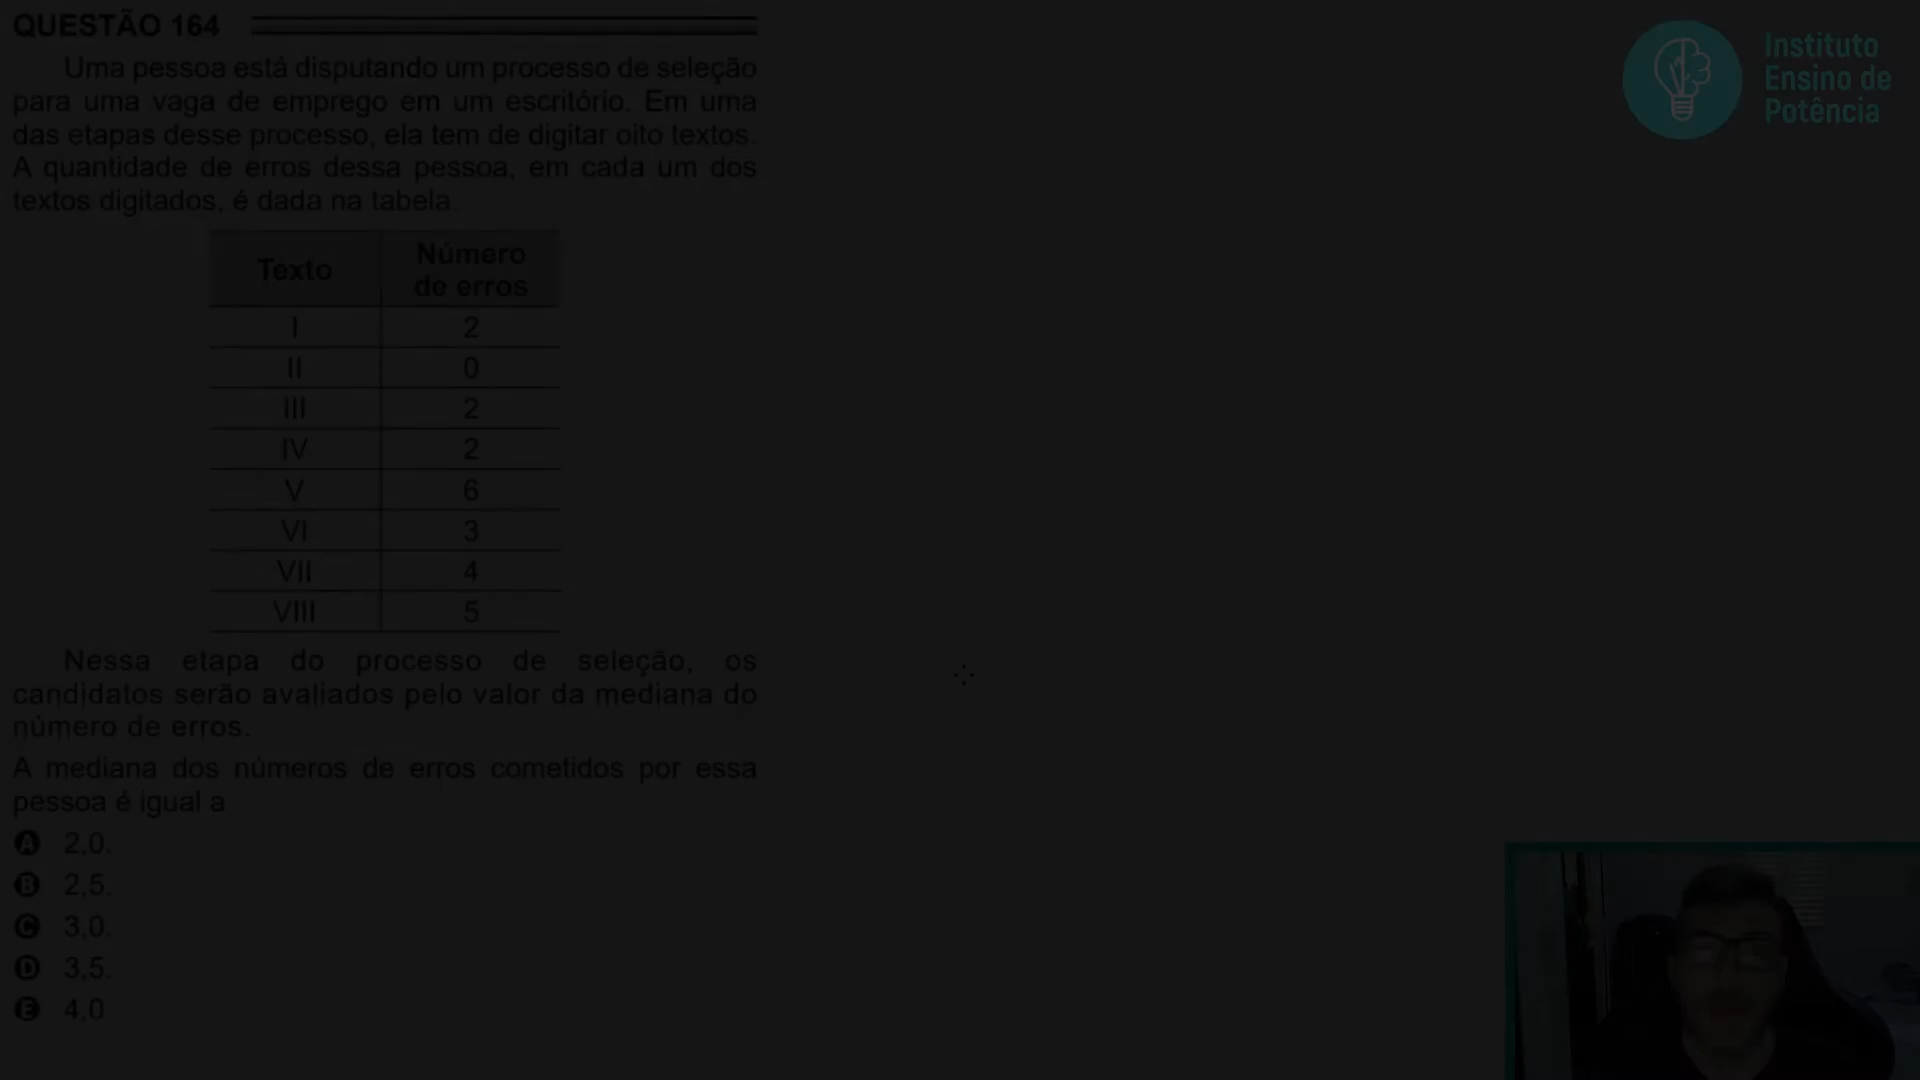 QUESTÃO 164
Uma pessoa está disputando um processo de seleção
para uma vaga de emprego em um escritório. Em uma
das etapas desse processo, ela tem de digitar oito textos.
A quantidade de erros dessa pessoa, em cada um dos
textos digitados, é dada na tabela.
Texto Número de erros
I 2
II 0
III 2
IV 2
V 6
VI 3
VII 4
VIII 5
Nessa etapa do processo de seleção, os
candidatos serão avaliados pelo valor da mediana do
número de erros.
A mediana dos números de erros cometidos por essa
pessoa é igual a
A 2,0.
B 2,5.
C 3,0.
D 3,5.
E 4,0.
Instituto
Ensino de
Potência